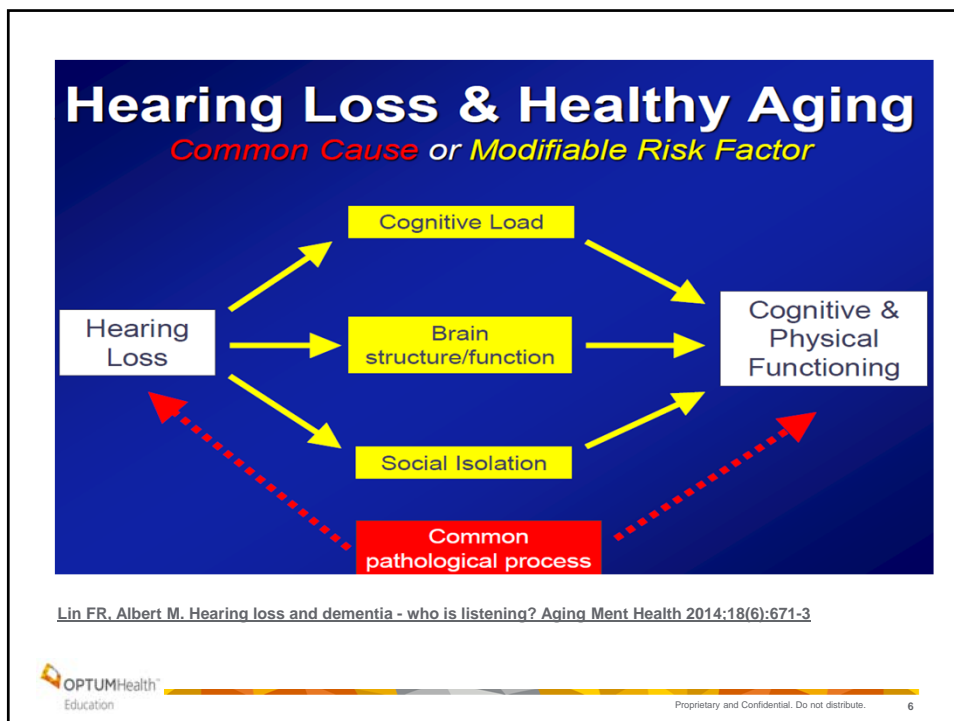 Hearing Loss & Healthy Aging
Common Cause or Modifiable Risk Factor
Cognitive Load
Hearing
Loss
Brain
structure/function
Cognitive &
Physical
Functioning
Social Isolation
Common
pathological process
Lin FR, Albert M. Hearing loss and dementia - who is listening? Aging Ment Health 2014;18(6):671-3
OPTUMHealth™
Education
Proprietary and Confidential. Do not distribute. 6